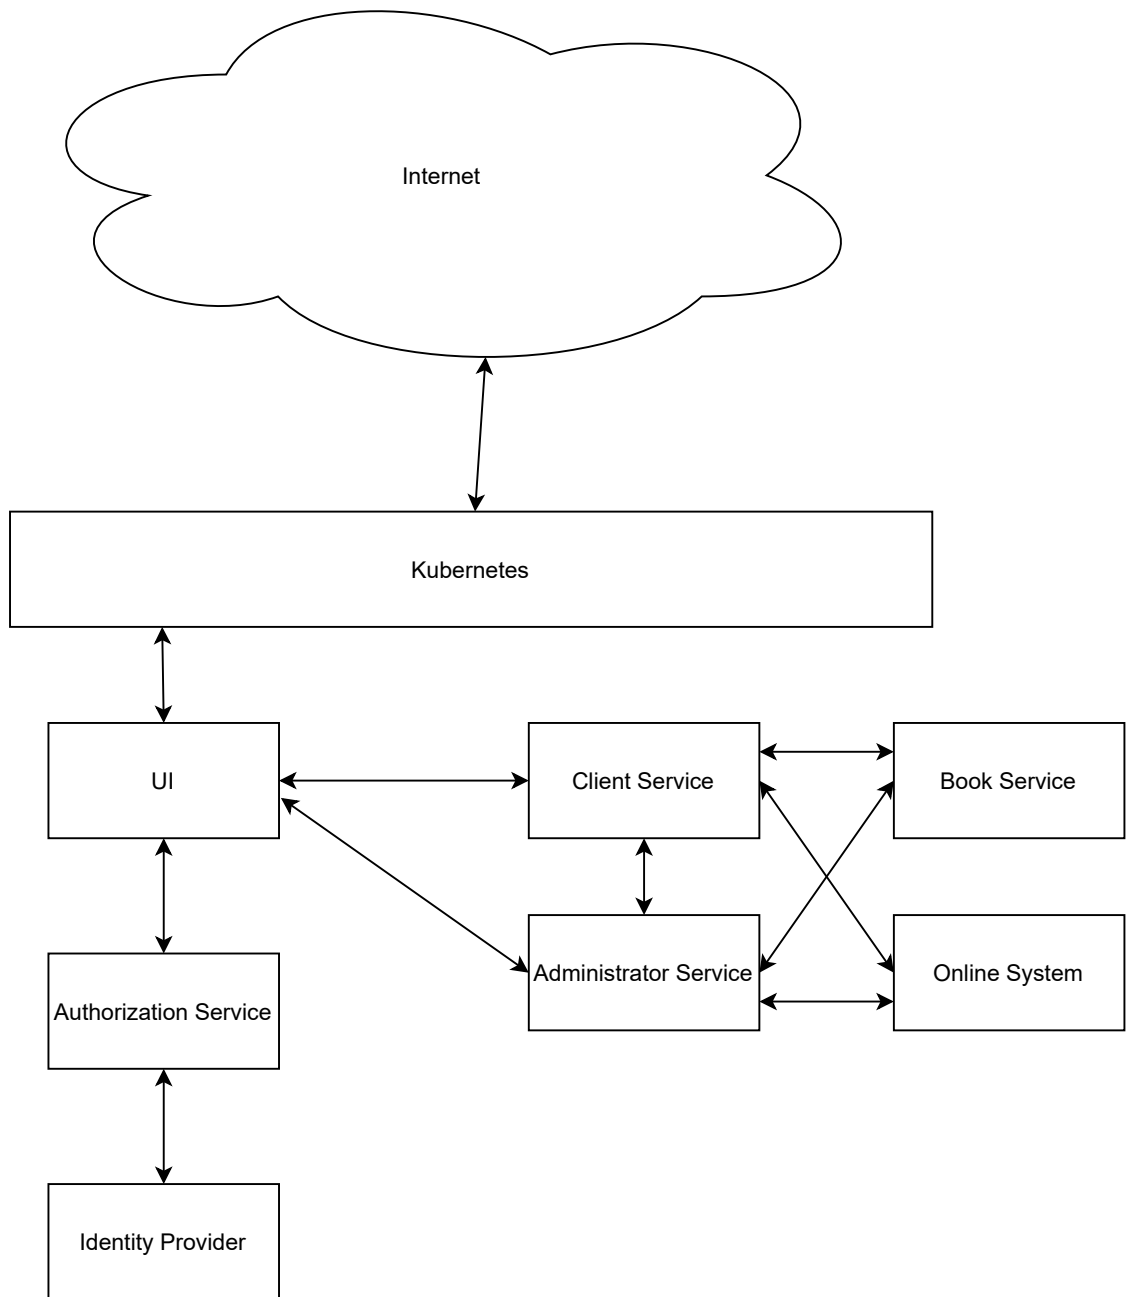 Internet
Kubernetes
UI
Client Service
Book Service
Administrator Service
Online System
Authorization Service
Identity Provider